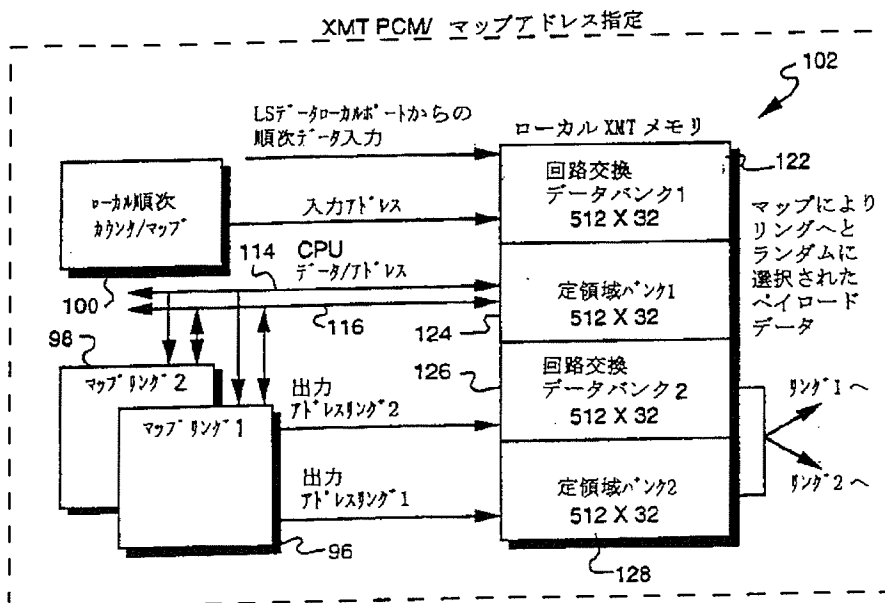 XMT PCM/ マップアドレス指定
102
LSデータローカルポートからの
順次データ入力
ローカル XMT メモリ
122
ローカル順次
カウンタ/マップ
入力アドレス
回路交換
データバンク1
512 X 32
マップにより
リングへと
ランダムに
選択された
ペイロード
データ
114
CPU
データ/アドレス
100
116
124
定領域バンク1
512 X 32
98
マップリング2
126
回路交換
データバンク2
512 X 32
マップリング1
出力
アドレスリング2
リング1へ
出力
アドレスリング1
定領域バンク2
512 X 32
リング2へ
96
128